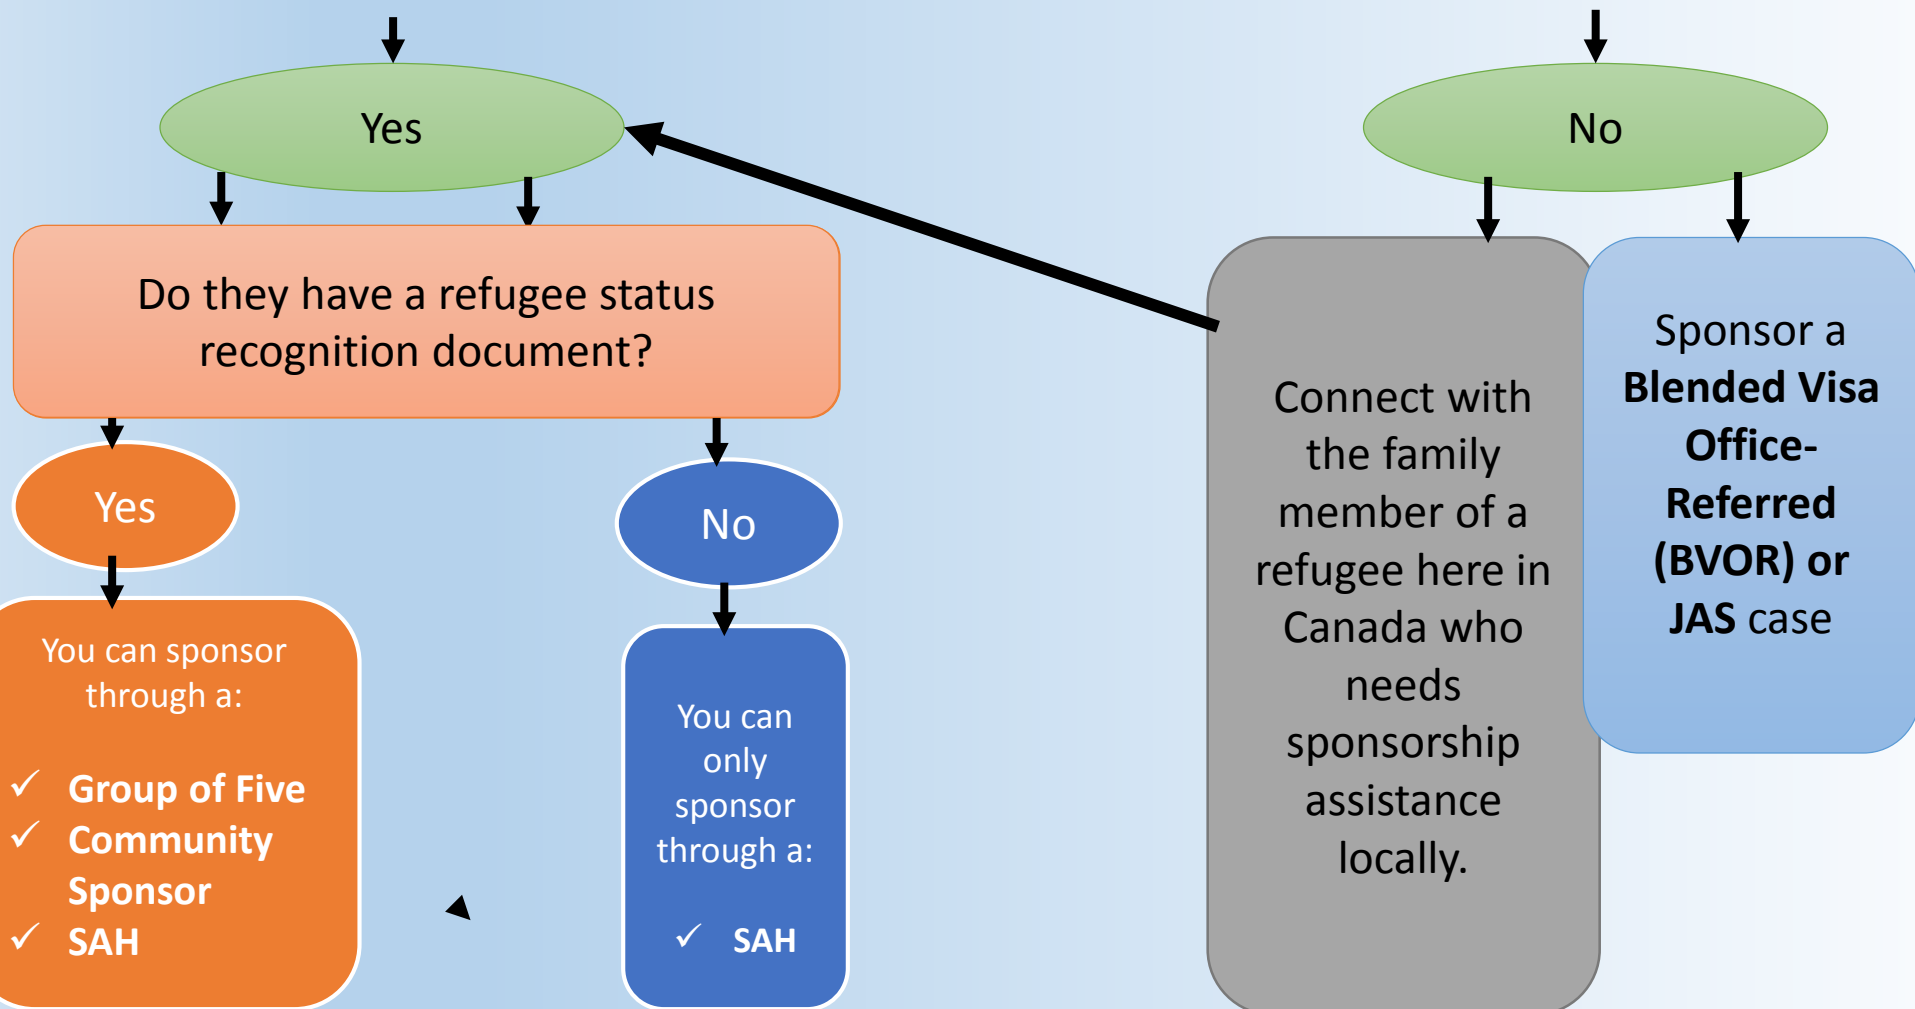 Yes
No
Do they have a refugee status
recognition document?
Yes
No
You can sponsor
through a:
✓ Group of Five
✓ Community
Sponsor
✓ SAH
You can
only
sponsor
through a:
✓ SAH
Connect with
the family
member of a
refugee here in
Canada who
needs
sponsorship
assistance
locally.
Sponsor a
Blended Visa
Office-
Referred
(BVOR) or
JAS case